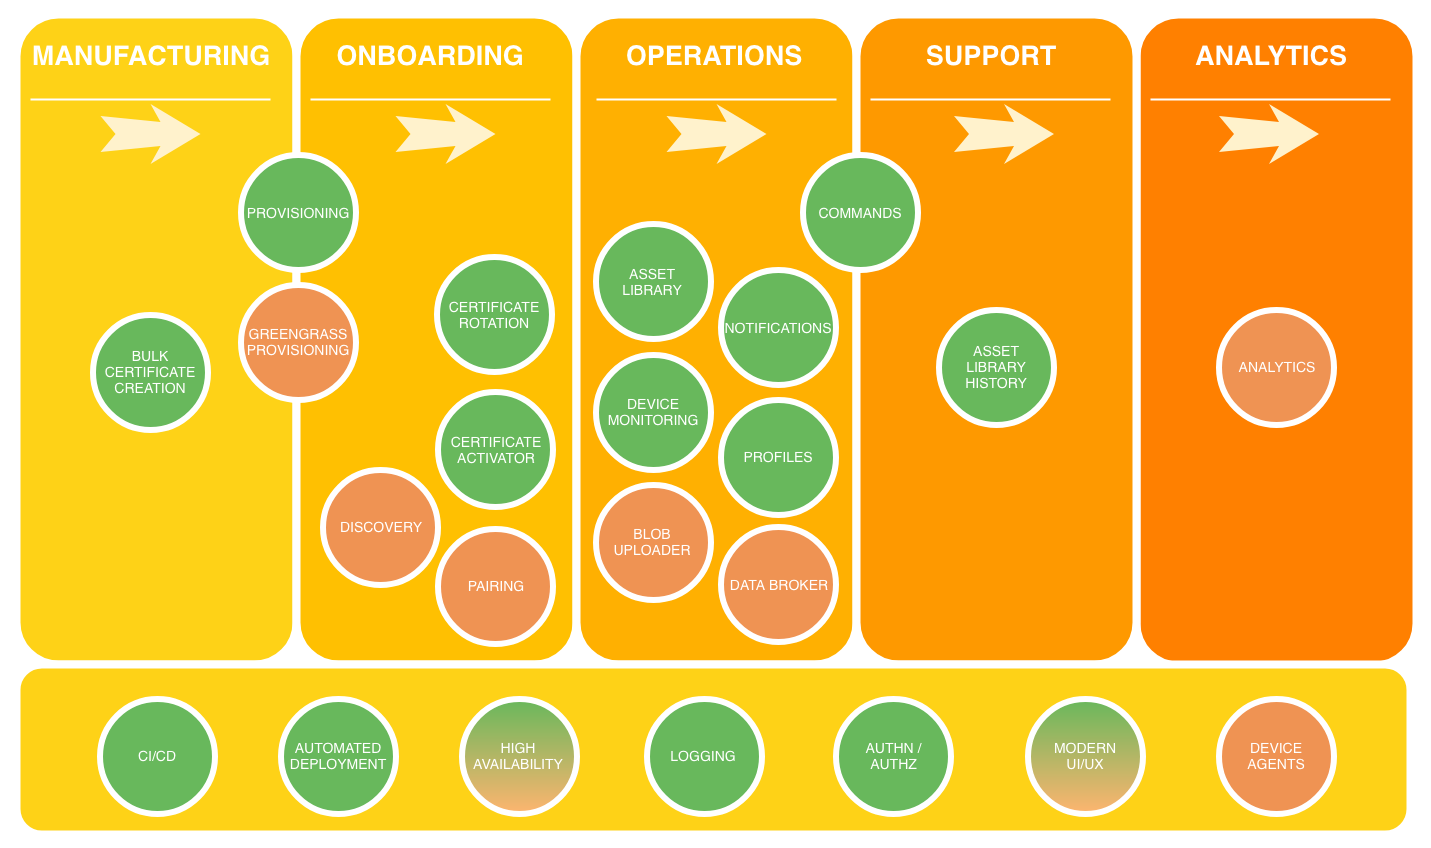 MANUFACTURING
ONBOARDING
OPERATIONS
SUPPORT
ANALYTICS
PROVISIONING
GREENGRASS
PROVISIONING
BULK
CERTIFICATE
CREATION
CERTIFICATE
ROTATION
CERTIFICATE
ACTIVATOR
DISCOVERY
PAIRING
COMMANDS
ASSET
LIBRARY
NOTIFICATIONS
DEVICE
MONITORING
PROFILES
BLOB
UPLOADER
DATA BROKER
ASSET
LIBRARY
HISTORY
ANALYTICS
CI/CD
AUTOMATED
DEPLOYMENT
HIGH
AVAILABILITY
LOGGING
AUTHN /
AUTHZ
MODERN
UI/UX
DEVICE
AGENTS